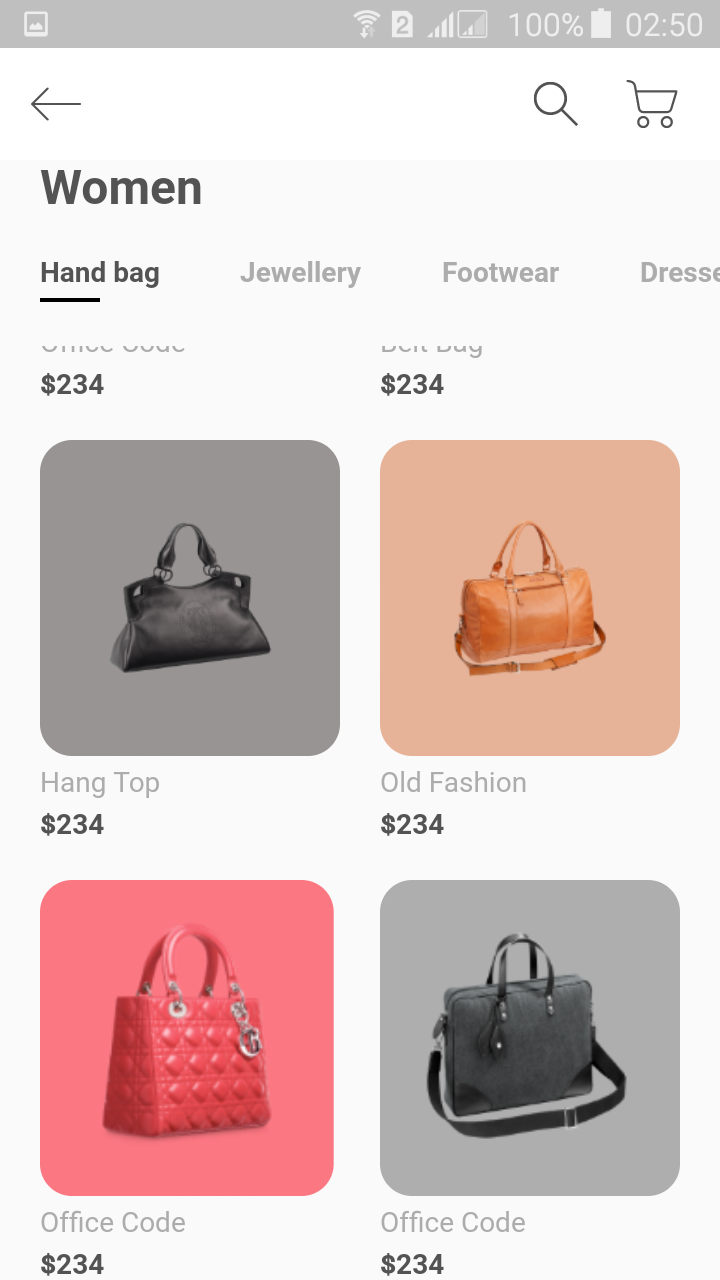 2 100% 02:50
Women
Hand bag Jewellery Footwear Dresse
Office Code Belt Bag
$234 $234
Hang Top Old Fashion
$234 $234
Office Code Office Code
$234 $234